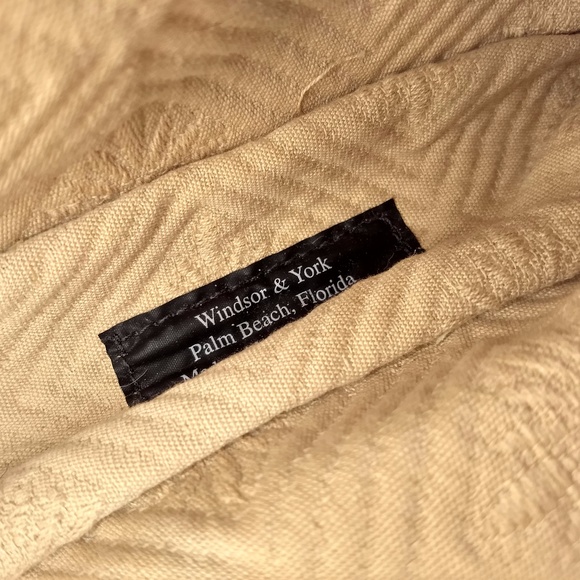 Windsor & York
Palm Beach, Florida